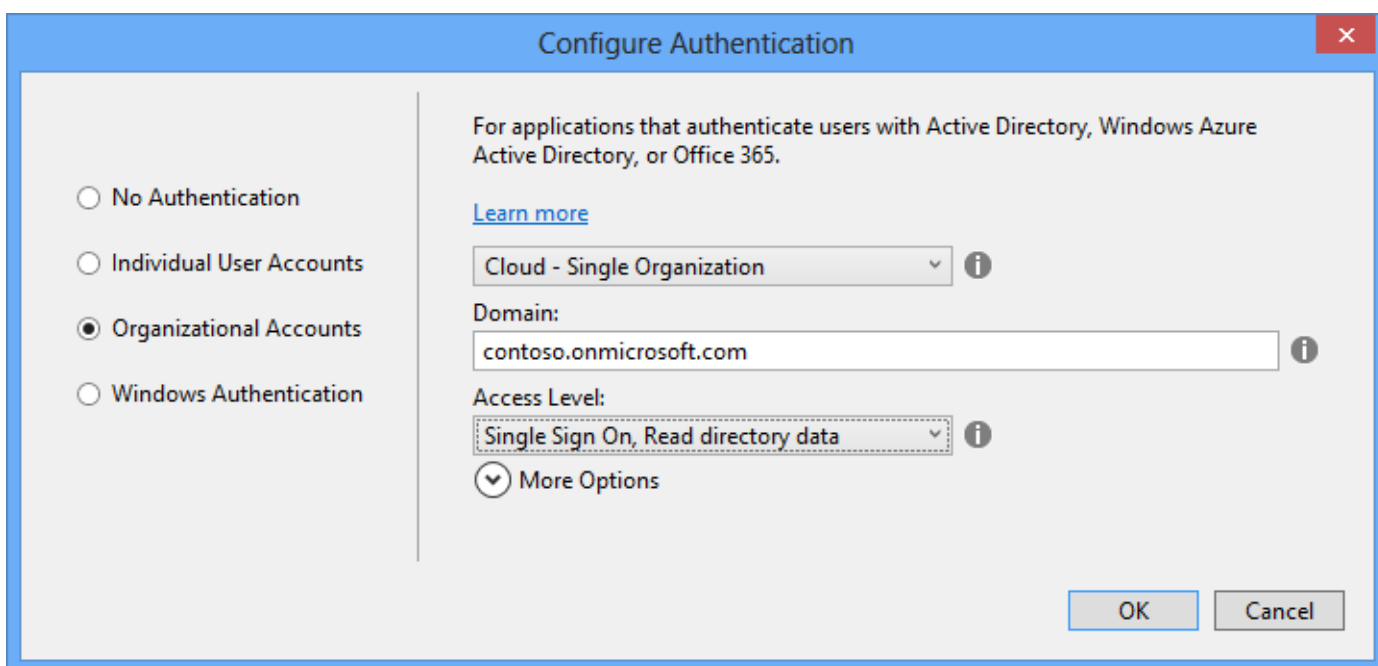 Configure Authentication
No Authentication
Individual User Accounts
Organizational Accounts
Windows Authentication
For applications that authenticate users with Active Directory, Windows Azure
Active Directory, or Office 365.
Learn more
Cloud - Single Organization
Domain:
contoso.onmicrosoft.com
Access Level:
Single Sign On, Read directory data
More Options
OK
Cancel